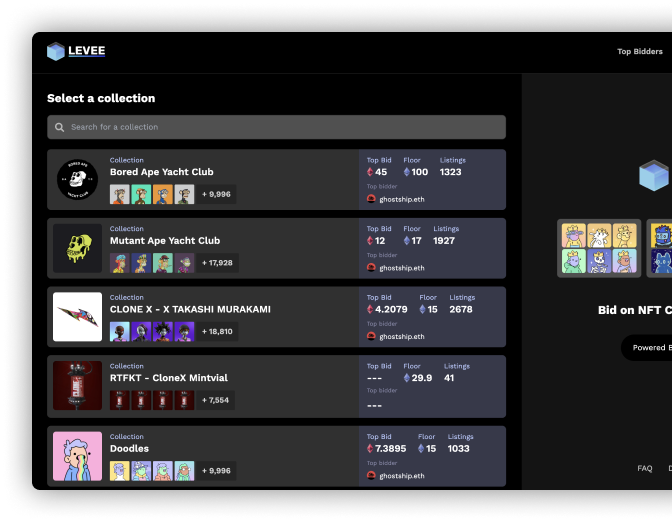 LEVEE
Top Bidders
Select a collection
Search for a collection
Collection
Bored Ape Yacht Club
+ 9,996
Top Bid Floor Listings
45 100 1323
Top bidder
ghostship.eth
BORED APE
YACHT CLUB
Collection
Mutant Ape Yacht Club
+ 17,928
Top Bid Floor Listings
12 17 1927
Top bidder
ghostship.eth
Collection
CLONE X - X TAKASHI MURAKAMI
+ 18,810
Top Bid Floor Listings
4.2079 15 2678
Top bidder
ghostship.eth
Collection
RTFKT - CloneX Mintvial
+ 7,554
Top Bid Floor Listings
--- 29.9 41
Top bidder
---
Collection
Doodles
+ 9,996
Top Bid Floor Listings
7.3895 15 1033
Top bidder
ghostship.eth
Bid on NFT C
Powered B
FAQ